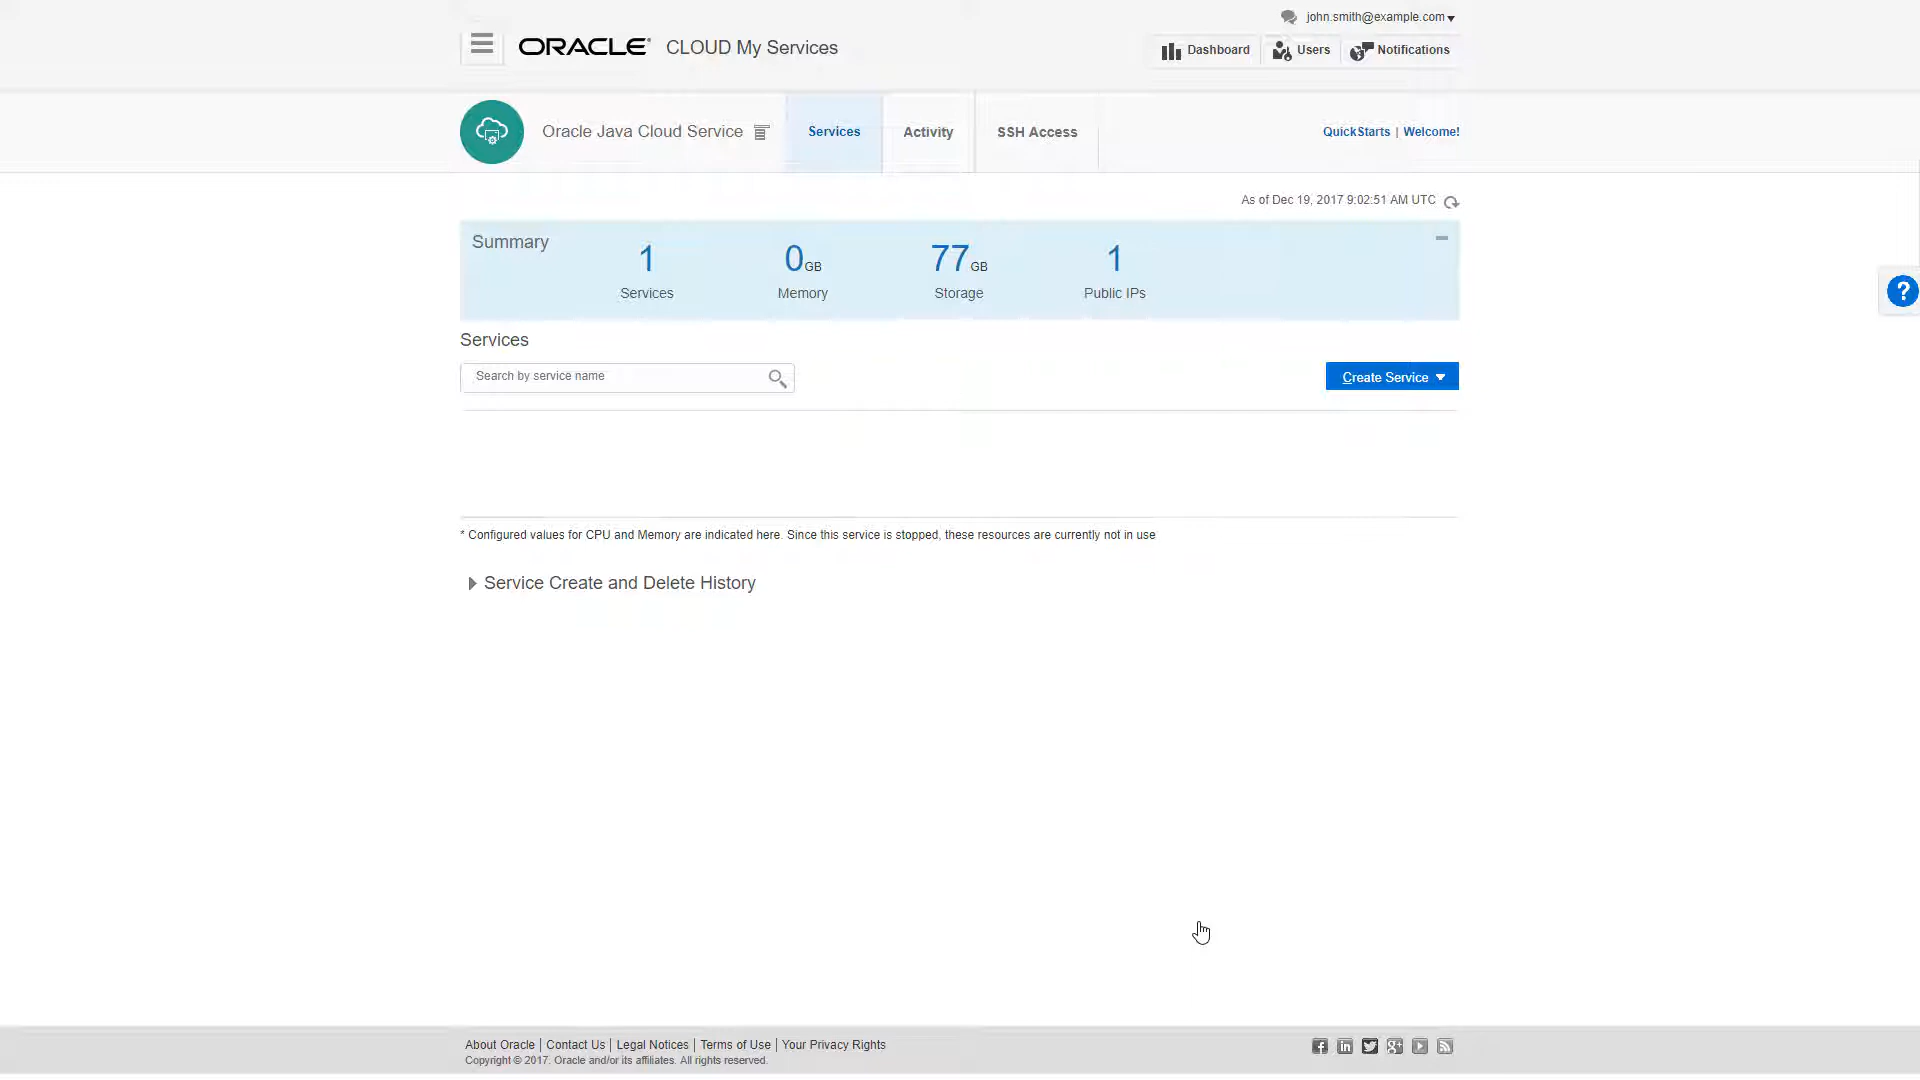 john.smith@example.com
ORACLE® CLOUD My Services
Dashboard
Users
Notifications
Oracle Java Cloud Service
Services
Activity
SSH Access
QuickStarts | Welcome!
As of Dec 19, 2017 9:02:51 AM UTC
Summary
1
Services
0 GB
Memory
77 GB
Storage
1
Public IPs
?
Services
Search by service name
Create Service
* Configured values for CPU and Memory are indicated here. Since this service is stopped, these resources are currently not in use
Service Create and Delete History
About Oracle | Contact Us | Legal Notices | Terms of Use | Your Privacy Rights
Copyright © 2017. Oracle and/or its affiliates. All rights reserved.